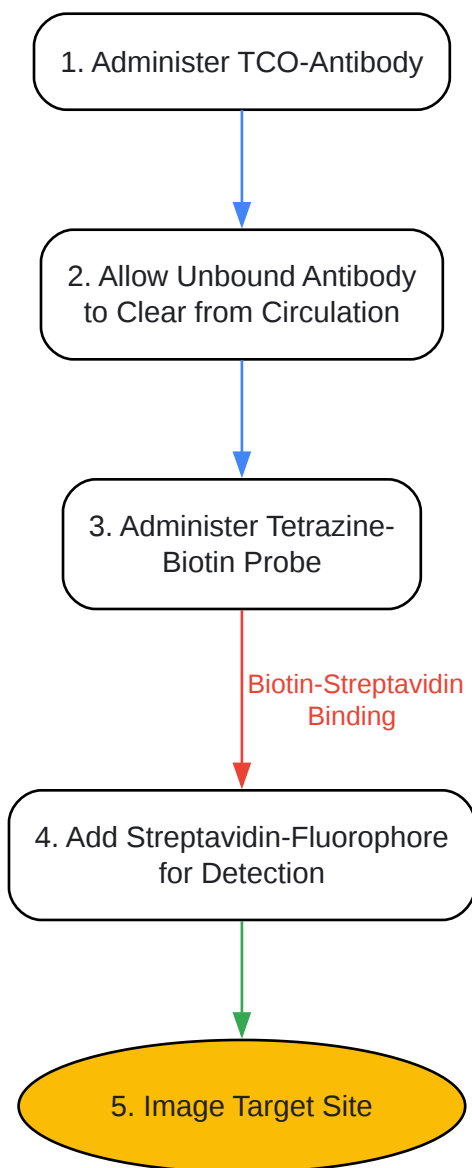 1. Administer TCO-Antibody
2. Allow Unbound Antibody
to Clear from Circulation
3. Administer Tetrazine-
Biotin Probe
Biotin-Streptavidin
Binding
4. Add Streptavidin-Fluorophore
for Detection
5. Image Target Site